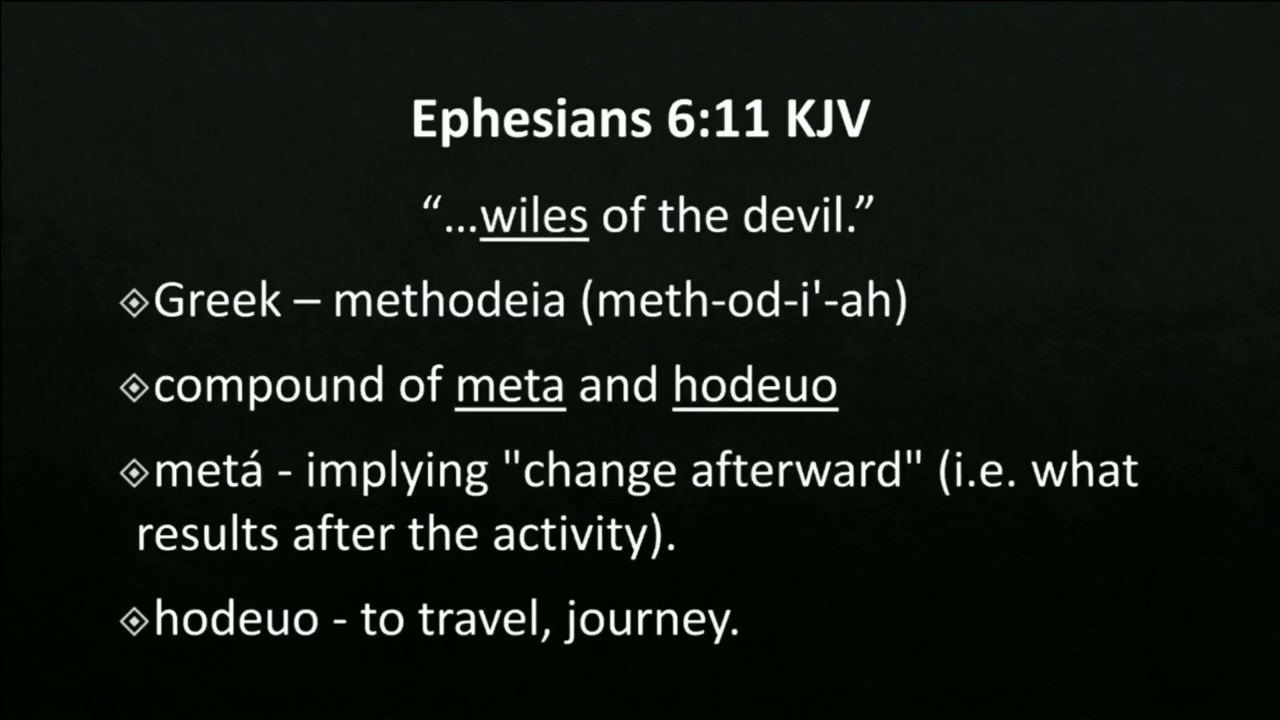 Ephesians 6:11 KJV
“...wiles of the devil.”
Greek – methodeia (meth-od-i'-ah)
compound of meta and hodeuo
metá - implying "change afterward" (i.e. what
results after the activity).
hodeuo - to travel, journey.